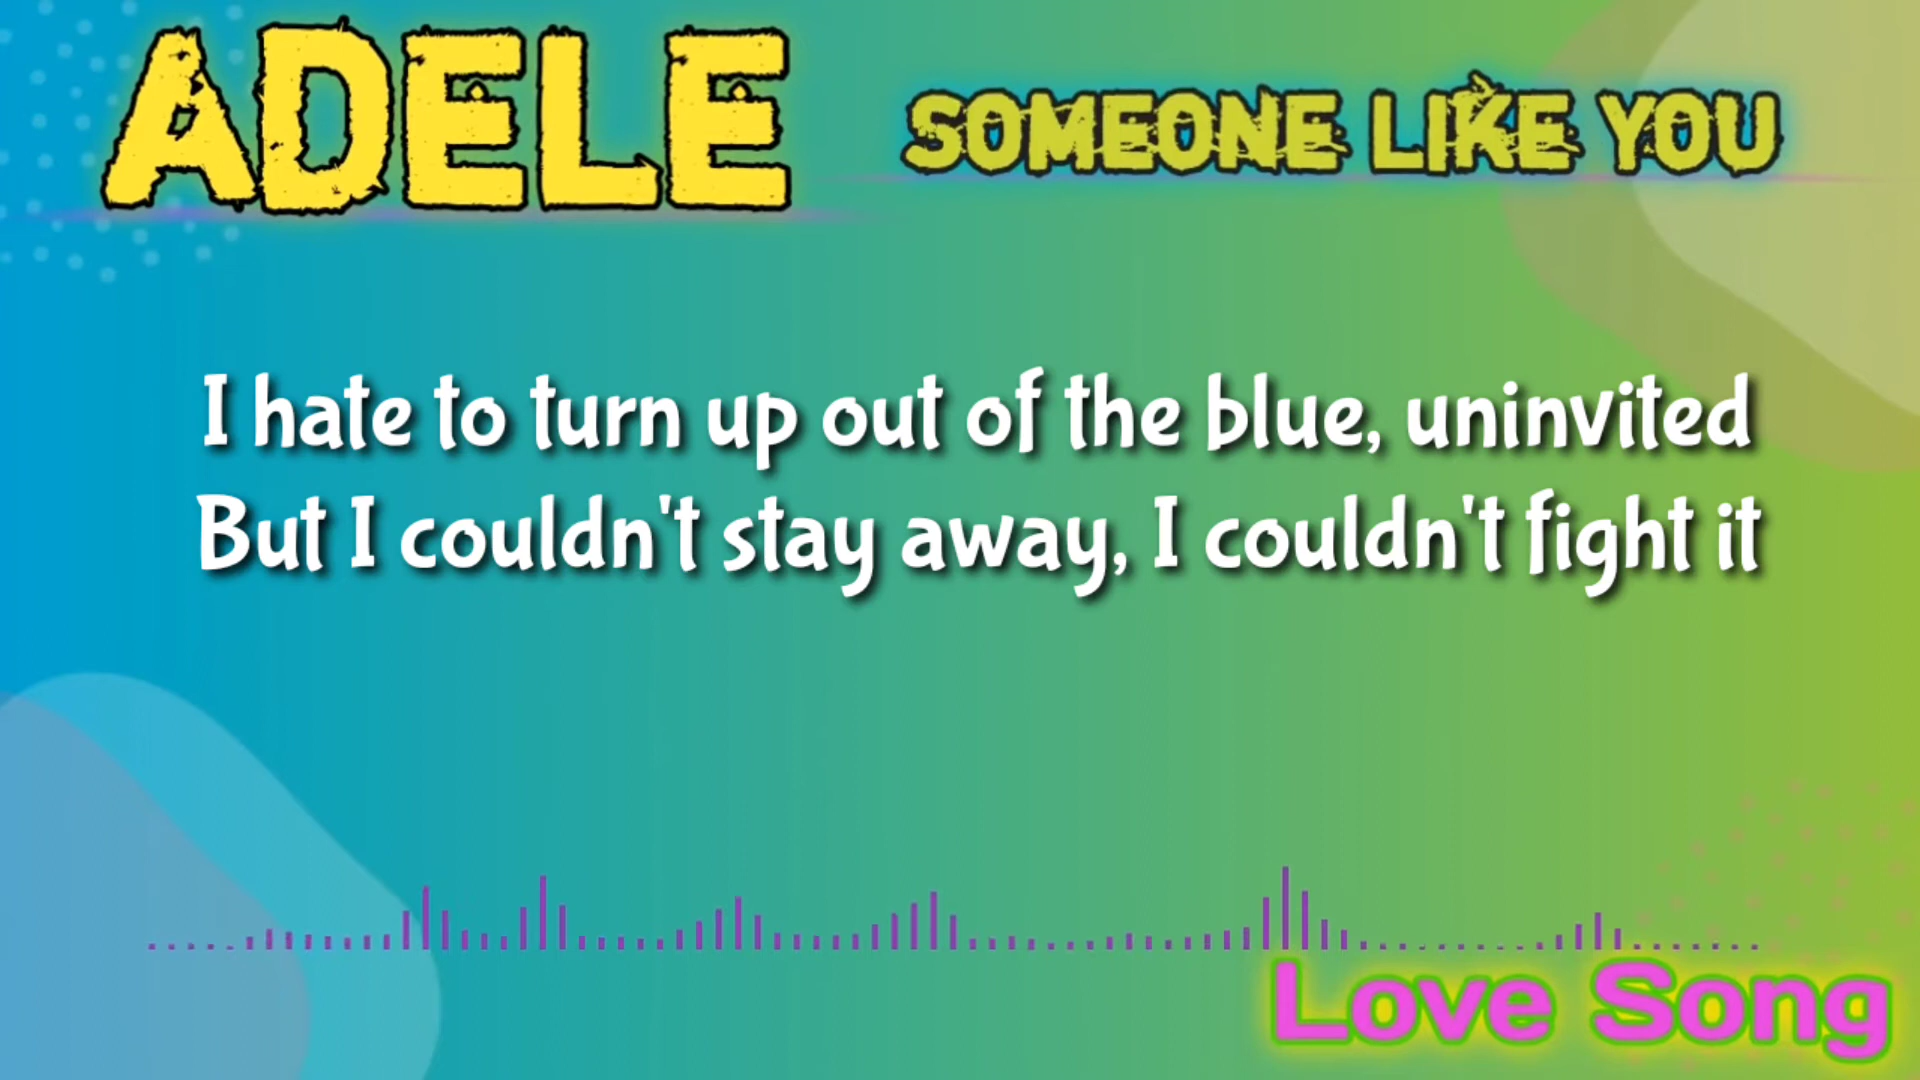 ADELE
SOMEONE LIKE YOU
I hate to turn up out of the blue, uninvited
But I couldn't stay away, I couldn't fight it
Love Song